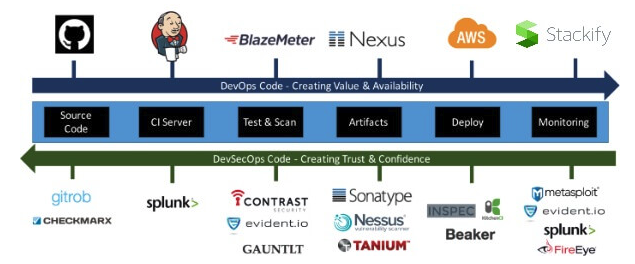 BlazeMeter
Nexus
AWS
Stackify
DevOps Code - Creating Value & Availability
Source
Code
CI Server
Test & Scan
Artifacts
Deploy
Monitoring
DevSecOps Code - Creating Trust & Confidence
gitrob
CHECKMARX
splunk>
CONTRAST
SECURITY
evident.io
GAUNTLT
Sonatype
Nessus
vulnerability scanner
TANIUM™
INSPEC
KitchenCI
Beaker
metasploit
evident.io
splunk>
FireEye